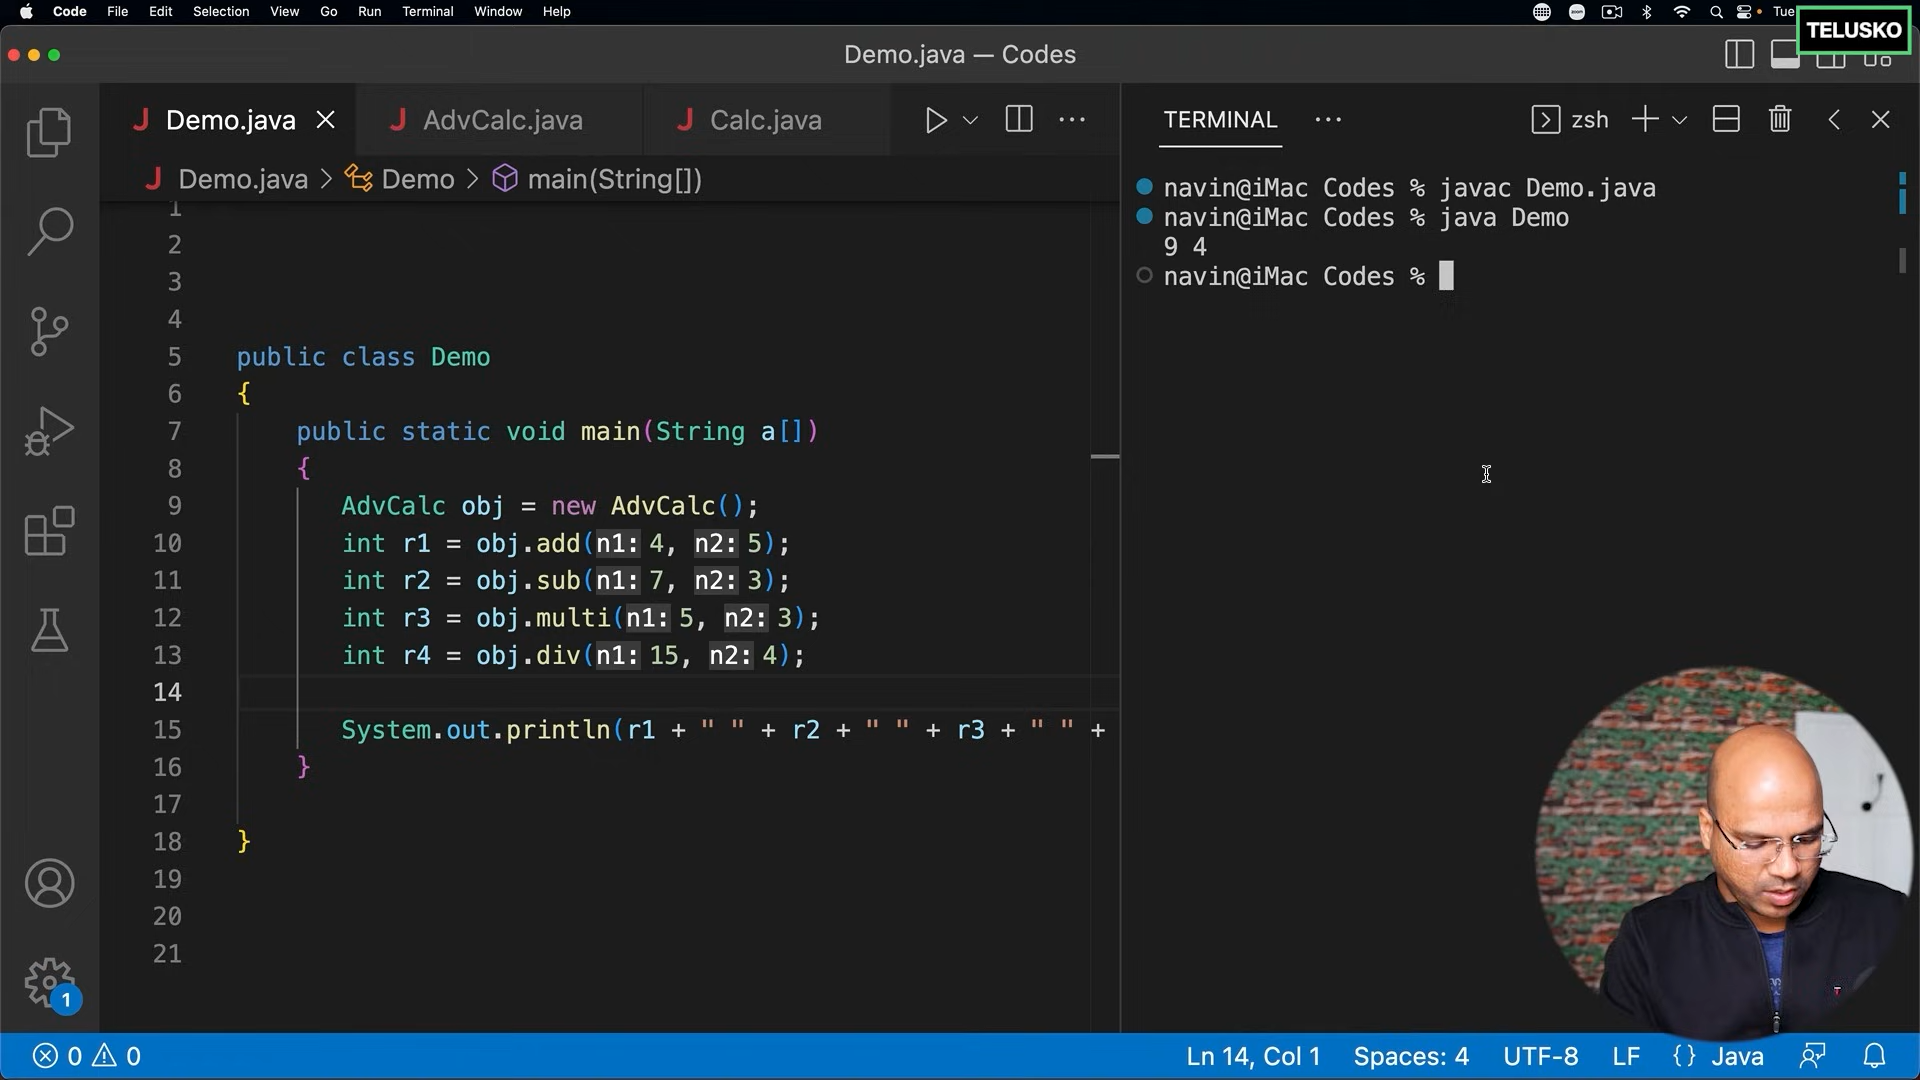 Code File Edit Selection View Go Run Terminal Window Help
zoom
Tue
TELUSKO
Demo.java — Codes
Demo.java
AdvCalc.java
Calc.java
Demo.java > Demo > main(String[])
1
2
3
4
5 public class Demo
6 {
7 public static void main(String a[])
8 {
9 AdvCalc obj = new AdvCalc();
10 int r1 = obj.add(n1: 4, n2: 5);
11 int r2 = obj.sub(n1: 7, n2: 3);
12 int r3 = obj.multi(n1: 5, n2: 3);
13 int r4 = obj.div(n1: 15, n2: 4);
14
15 System.out.println(r1 + " " + r2 + " " + r3 + " " +
16 }
17
18 }
19
20
21
TERMINAL
zsh
navin@iMac Codes % javac Demo.java
navin@iMac Codes % java Demo
9 4
navin@iMac Codes %
1
0 0
Ln 14, Col 1 Spaces: 4 UTF-8 LF {} Java